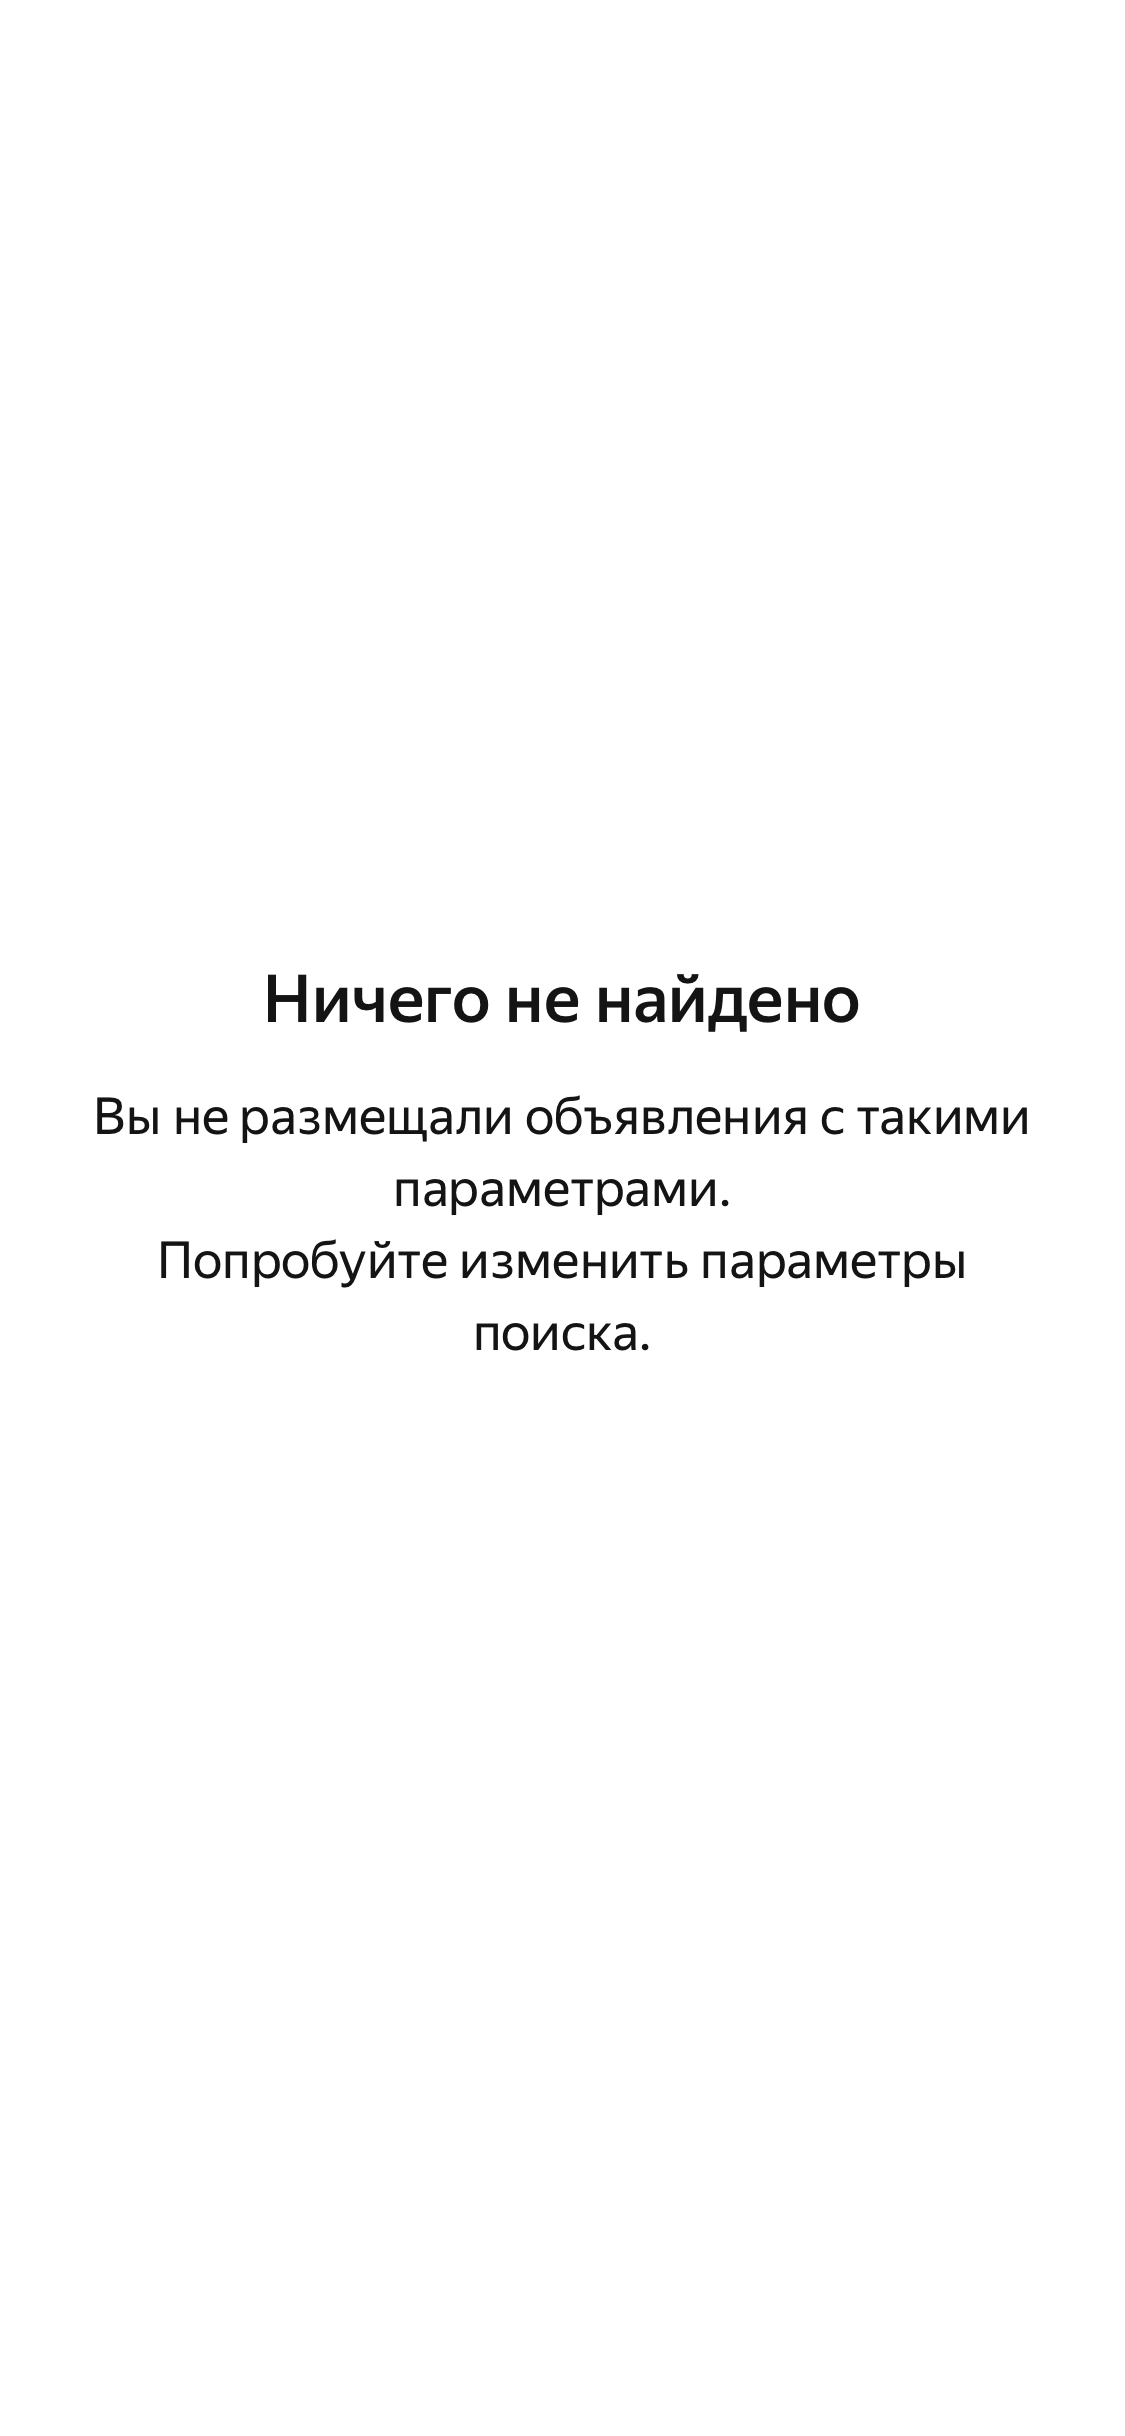 Ничего не найдено
Вы не размещали объявления с такими
параметрами.
Попробуйте изменить параметры
поиска.